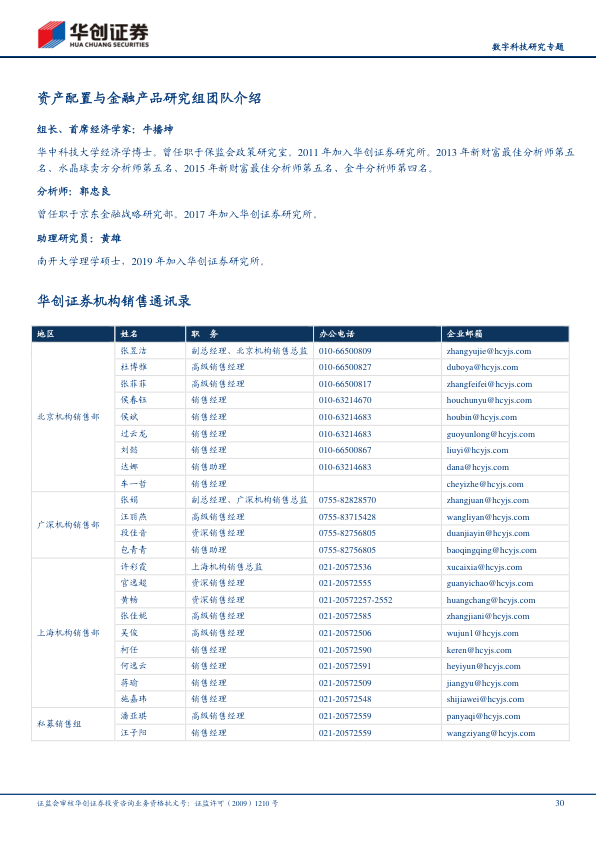 华创证券
HUA CHUANG SECURITIES
数字科技研究专题
资产配置与金融产品研究组团队介绍
组长、首席经济学家：牛播坤
华中科技大学经济学博士。曾任职于保监会政策研究室。2011 年加入华创证券研究所。2013 年新财富最佳分析师第五
名、水晶球卖方分析师第五名、2015 年新财富最佳分析师第五名、金牛分析师第四名。
分析师：郭忠良
曾任职于京东金融战略研究部。2017 年加入华创证券研究所。
助理研究员：黄雄
南开大学理学硕士，2019 年加入华创证券研究所。
华创证券机构销售通讯录
地区 姓名 职 务 办公电话 企业邮箱
北京机构销售部
张昱洁 副总经理、北京机构销售总监 010-66500809 zhangyujie@hcyjs.com
杜博雅 高级销售经理 010-66500827 duboya@hcyjs.com
张菲菲 高级销售经理 010-66500817 zhangfeifei@hcyjs.com
侯春钰 销售经理 010-63214670 houchunyu@hcyjs.com
侯斌 销售经理 010-63214683 houbin@hcyjs.com
过云龙 销售经理 010-63214683 guoyunlong@hcyjs.com
刘懿 销售经理 010-66500867 liuyi@hcyjs.com
达娜 销售助理 010-63214683 dana@hcyjs.com
车一哲 销售经理 cheyizhe@hcyjs.com
广深机构销售部
张娟 副总经理、广深机构销售总监 0755-82828570 zhangjuan@hcyjs.com
汪丽燕 高级销售经理 0755-83715428 wangliyan@hcyjs.com
段佳音 资深销售经理 0755-82756805 duanjiayin@hcyjs.com
包青青 销售助理 0755-82756805 baoqingqing@hcyjs.com
上海机构销售部
许彩霞 上海机构销售总监 021-20572536 xucaixia@hcyjs.com
官逸超 资深销售经理 021-20572555 guanyichao@hcyjs.com
黄畅 资深销售经理 021-20572257-2552 huangchang@hcyjs.com
张佳妮 高级销售经理 021-20572585 zhangjiani@hcyjs.com
吴俊 高级销售经理 021-20572506 wujun1@hcyjs.com
柯任 销售经理 021-20572590 keren@hcyjs.com
何逸云 销售经理 021-20572591 heyiyun@hcyjs.com
蒋瑜 销售经理 021-20572509 jiangyu@hcyjs.com
施嘉玮 销售经理 021-20572548 shijiawei@hcyjs.com
私募销售组
潘亚琪 高级销售经理 021-20572559 panyaqi@hcyjs.com
汪子阳 销售经理 021-20572559 wangziyang@hcyjs.com
证监会审核华创证券投资咨询业务资格批文号：证监许可（2009）1210 号 30